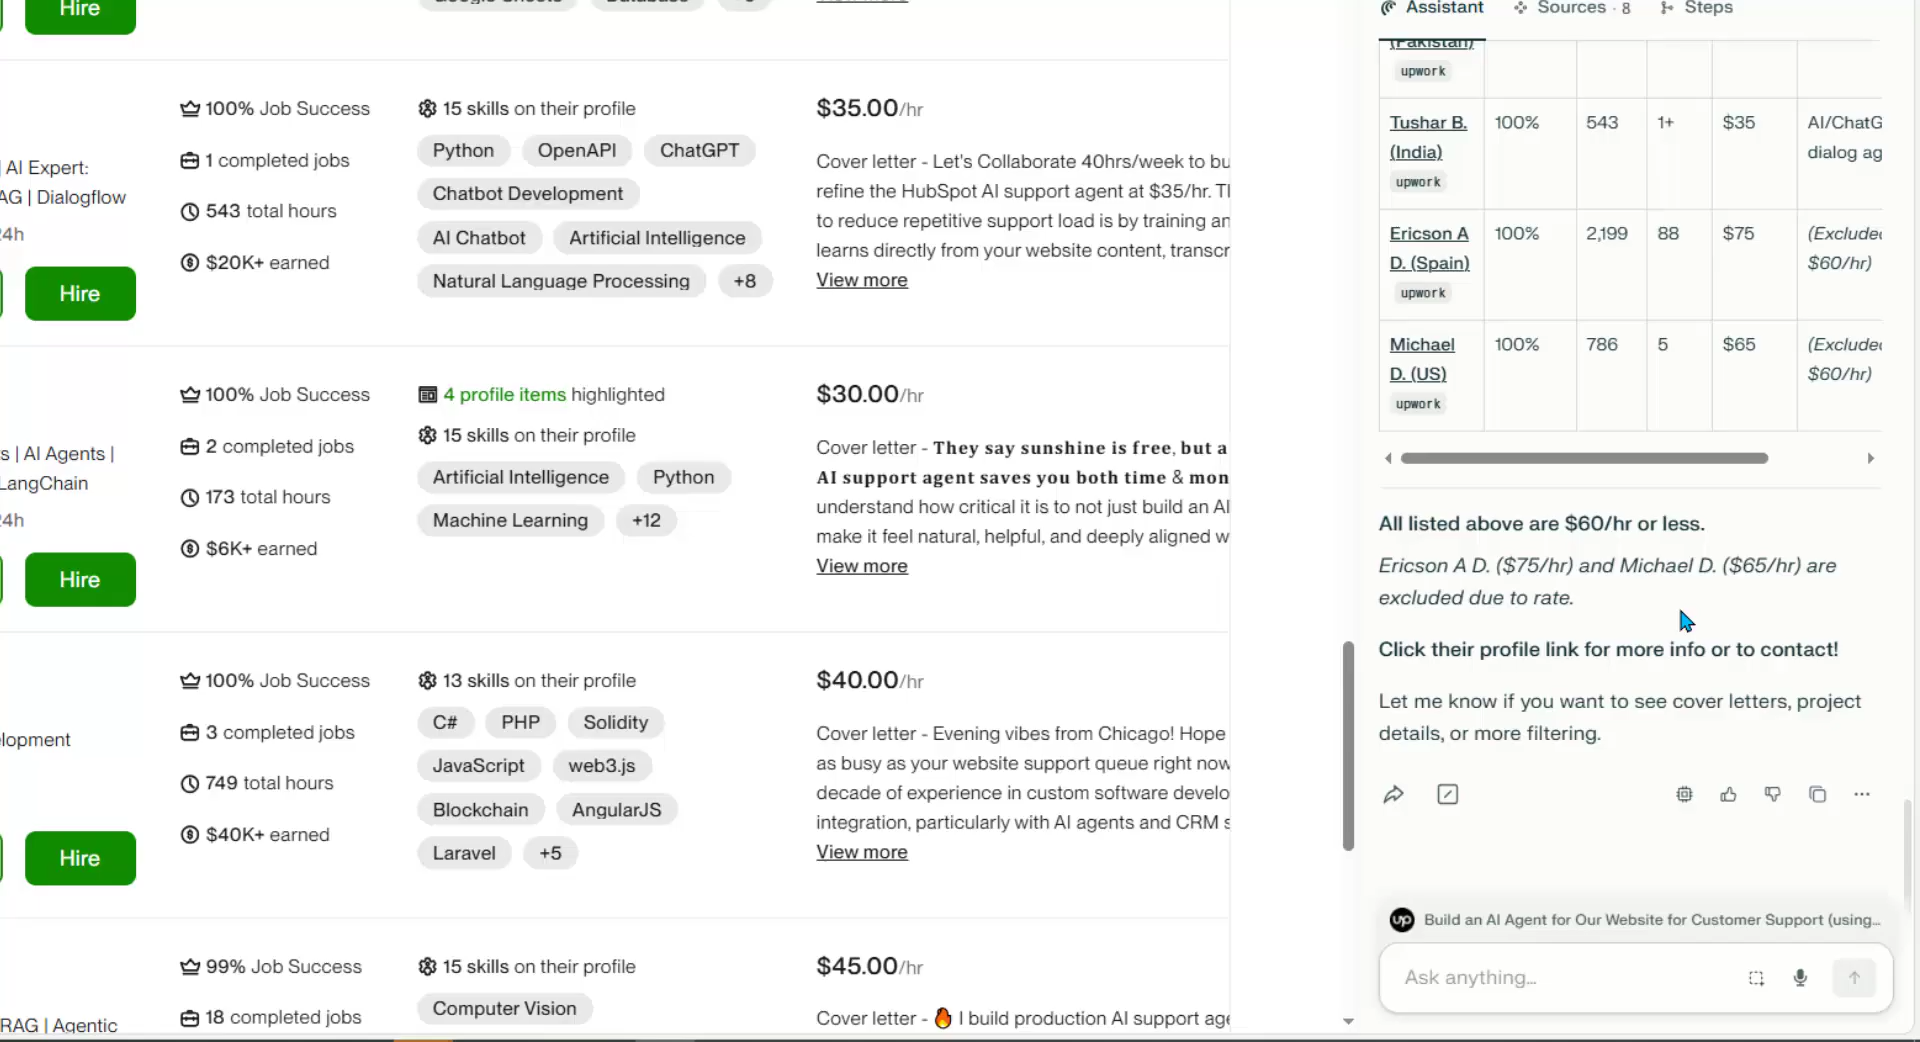 Hire
100% Job Success
15 skills on their profile
$35.00/hr
| AI Expert:
AG | Dialogflow
24h
Hire
1 completed jobs
543 total hours
$20K+ earned
Python
OpenAPI
ChatGPT
Chatbot Development
AI Chatbot
Artificial Intelligence
Natural Language Processing
+8
Cover letter - Let's Collaborate 40hrs/week to bu
refine the HubSpot AI support agent at $35/hr. Tl
to reduce repetitive support load is by training an
learns directly from your website content, transcr
View more
100% Job Success
4 profile items highlighted
$30.00/hr
s | AI Agents |
LangChain
24h
Hire
2 completed jobs
173 total hours
$6K+ earned
15 skills on their profile
Artificial Intelligence
Python
Machine Learning
+12
Cover letter - They say sunshine is free, but a
AI support agent saves you both time & mon
understand how critical it is to not just build an AI
make it feel natural, helpful, and deeply aligned w
View more
100% Job Success
13 skills on their profile
$40.00/hr
elopment
Hire
3 completed jobs
749 total hours
$40K+ earned
C#
PHP
Solidity
JavaScript
web3.js
Blockchain
AngularJS
Laravel
+5
Cover letter - Evening vibes from Chicago! Hope
as busy as your website support queue right now
decade of experience in custom software develo
integration, particularly with AI agents and CRM s
View more
99% Job Success
15 skills on their profile
$45.00/hr
RAG | Agentic
18 completed jobs
Computer Vision
Cover letter - 🔥 I build production AI support age
Assistant
Sources · 8
Steps
(Pakistan)
upwork
Tushar B. (India)
upwork
100%
543
1+
$35
AI/ChatG
dialog ag
Ericson A D. (Spain)
upwork
100%
2,199
88
$75
(Excluded
$60/hr)
Michael D. (US)
upwork
100%
786
5
$65
(Excluded
$60/hr)
All listed above are $60/hr or less.
Ericson A D. ($75/hr) and Michael D. ($65/hr) are
excluded due to rate.
Click their profile link for more info or to contact!
Let me know if you want to see cover letters, project
details, or more filtering.
up Build an AI Agent for Our Website for Customer Support (using...
Ask anything...